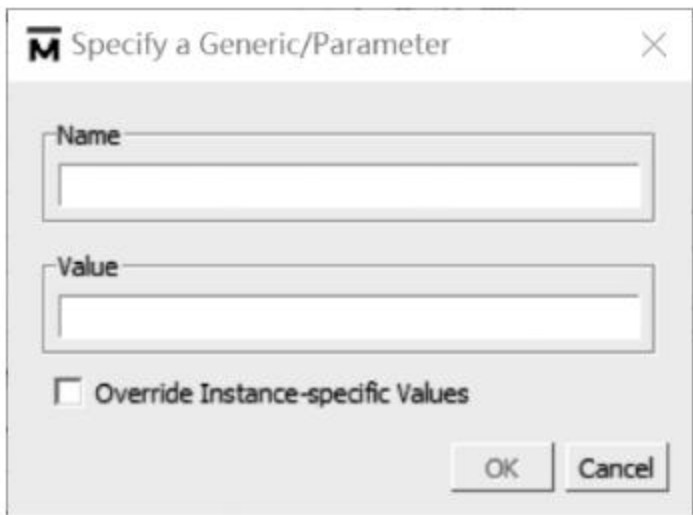 M Specify a Generic/Parameter
Name
Value
Override Instance-specific Values
OK Cancel